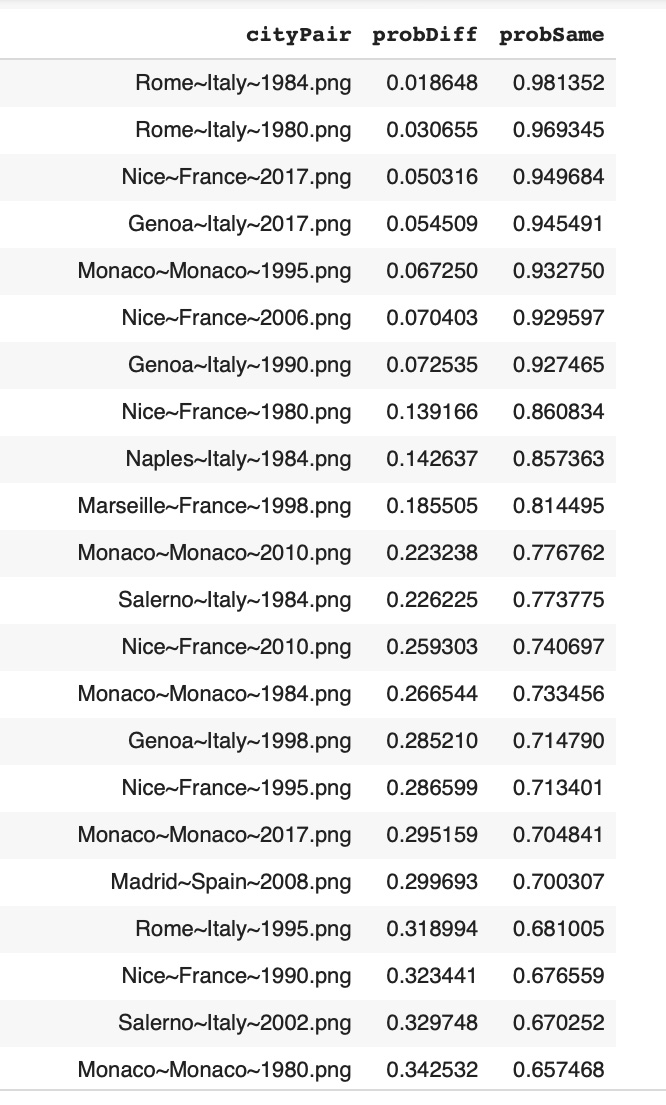 cityPair probDiff probSame
Rome~Italy~1984.png 0.018648 0.981352
Rome~Italy~1980.png 0.030655 0.969345
Nice~France~2017.png 0.050316 0.949684
Genoa~Italy~2017.png 0.054509 0.945491
Monaco~Monaco~1995.png 0.067250 0.932750
Nice~France~2006.png 0.070403 0.929597
Genoa~Italy~1990.png 0.072535 0.927465
Nice~France~1980.png 0.139166 0.860834
Naples~Italy~1984.png 0.142637 0.857363
Marseille~France~1998.png 0.185505 0.814495
Monaco~Monaco~2010.png 0.223238 0.776762
Salerno~Italy~1984.png 0.226225 0.773775
Nice~France~2010.png 0.259303 0.740697
Monaco~Monaco~1984.png 0.266544 0.733456
Genoa~Italy~1998.png 0.285210 0.714790
Nice~France~1995.png 0.286599 0.713401
Monaco~Monaco~2017.png 0.295159 0.704841
Madrid~Spain~2008.png 0.299693 0.700307
Rome~Italy~1995.png 0.318994 0.681005
Nice~France~1990.png 0.323441 0.676559
Salerno~Italy~2002.png 0.329748 0.670252
Monaco~Monaco~1980.png 0.342532 0.657468